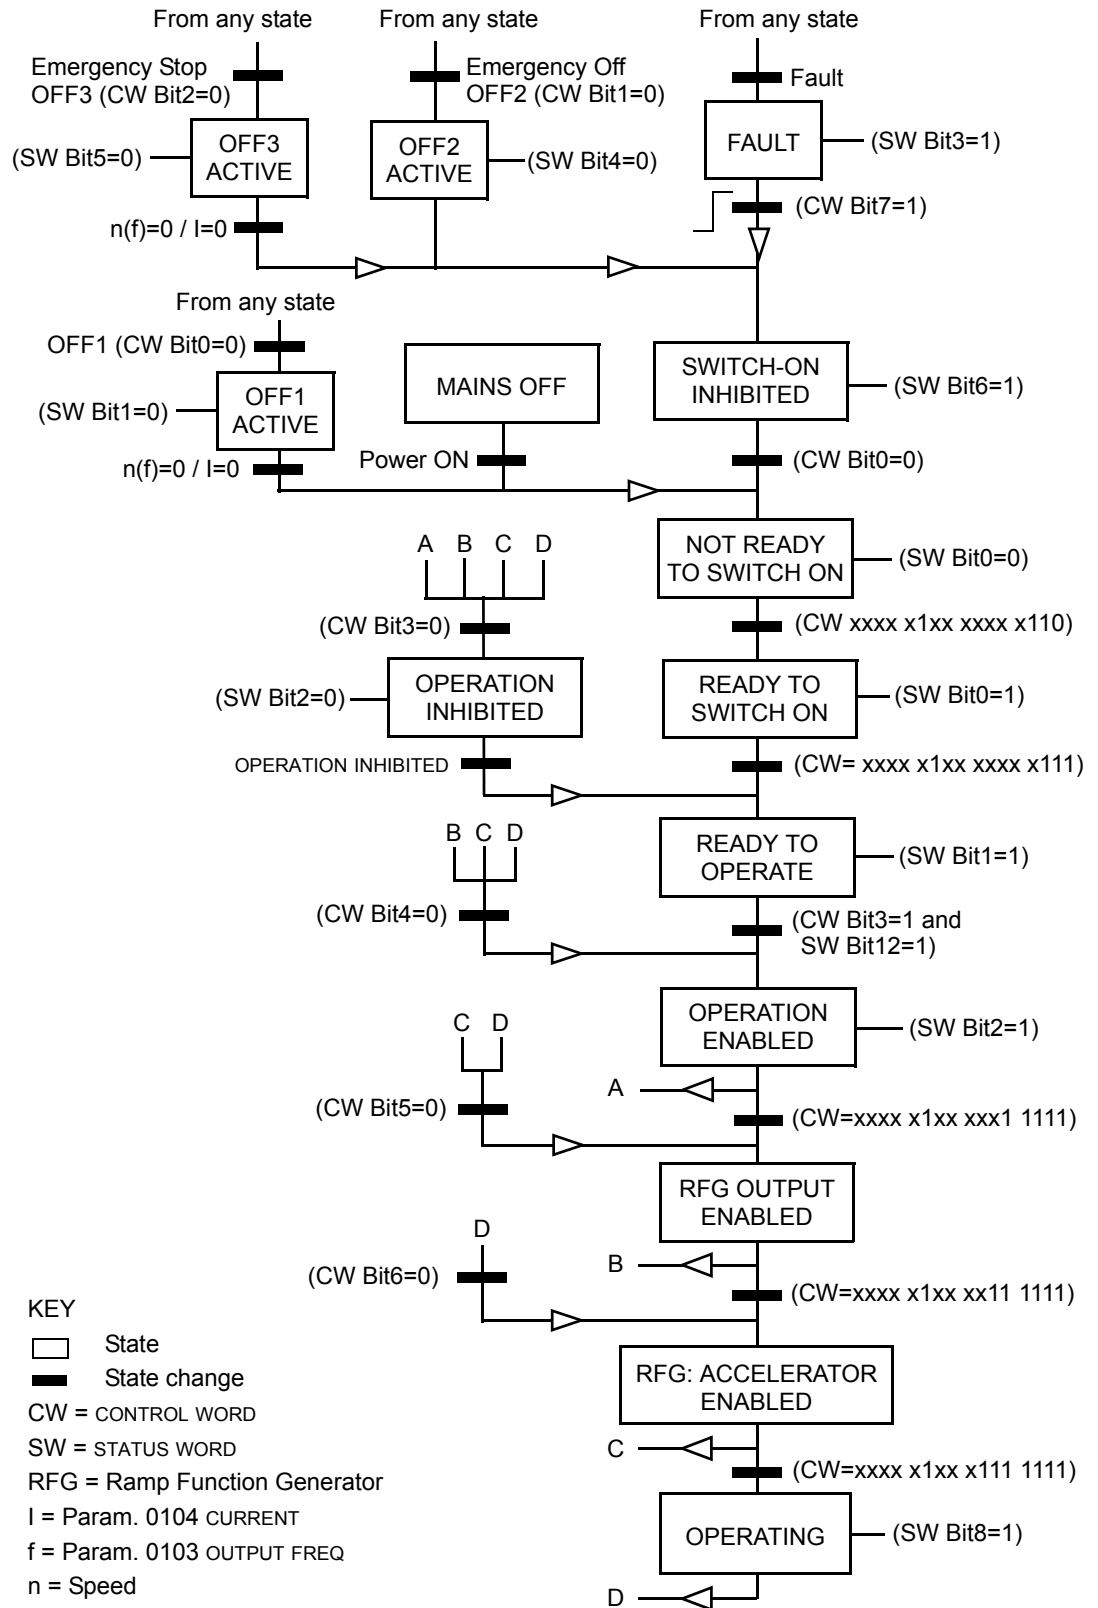 From any state
From any state
From any state
Emergency Stop
OFF3 (CW Bit2=0)
Emergency Off
OFF2 (CW Bit1=0)
Fault
(SW Bit5=0)
OFF3
ACTIVE
OFF2
ACTIVE
(SW Bit4=0)
FAULT
(SW Bit3=1)
n(f)=0 / I=0
(CW Bit7=1)
From any state
OFF1 (CW Bit0=0)
(SW Bit1=0)
OFF1
ACTIVE
n(f)=0 / I=0
MAINS OFF
Power ON
SWITCH-ON
INHIBITED
(SW Bit6=1)
(CW Bit0=0)
A B C D
(CW Bit3=0)
NOT READY
TO SWITCH ON
(SW Bit0=0)
(CW xxxx x1xx xxxx x110)
(SW Bit2=0)
OPERATION
INHIBITED
READY TO
SWITCH ON
(SW Bit0=1)
OPERATION INHIBITED
(CW= xxxx x1xx xxxx x111)
B C D
(CW Bit4=0)
READY TO
OPERATE
(SW Bit1=1)
(CW Bit3=1 and
SW Bit12=1)
C D
(CW Bit5=0)
OPERATION
ENABLED
(SW Bit2=1)
A
(CW=xxxx x1xx xxx1 1111)
RFG OUTPUT
ENABLED
D
(CW Bit6=0)
B
(CW=xxxx x1xx xx11 1111)
RFG: ACCELERATOR
ENABLED
C
(CW=xxxx x1xx x111 1111)
OPERATING
(SW Bit8=1)
D
KEY
State
State change
CW = CONTROL WORD
SW = STATUS WORD
RFG = Ramp Function Generator
I = Param. 0104 CURRENT
f = Param. 0103 OUTPUT FREQ
n = Speed